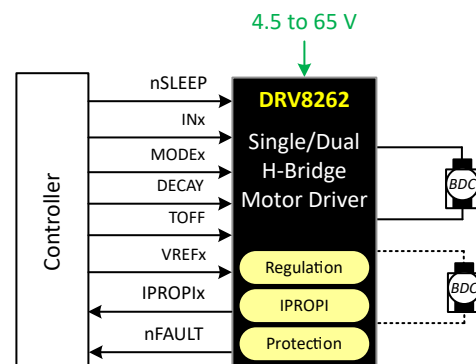 4.5 to 65 V
Controller
nSLEEP
INx
MODEx
DECAY
TOFF
VREFx
IPROPIx
nFAULT
DRV8262
Single/Dual
H-Bridge
Motor Driver
Regulation
IPROPI
Protection
BDC
BDC